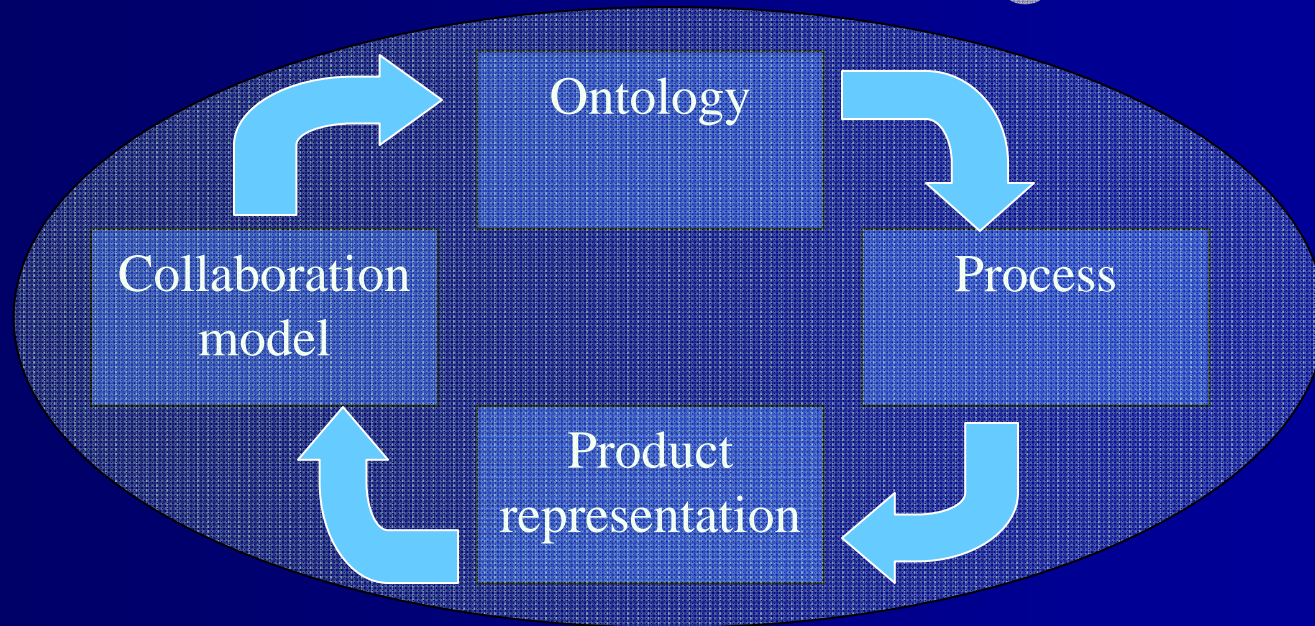 Ontology
Collaboration
model
Process
Product
representation